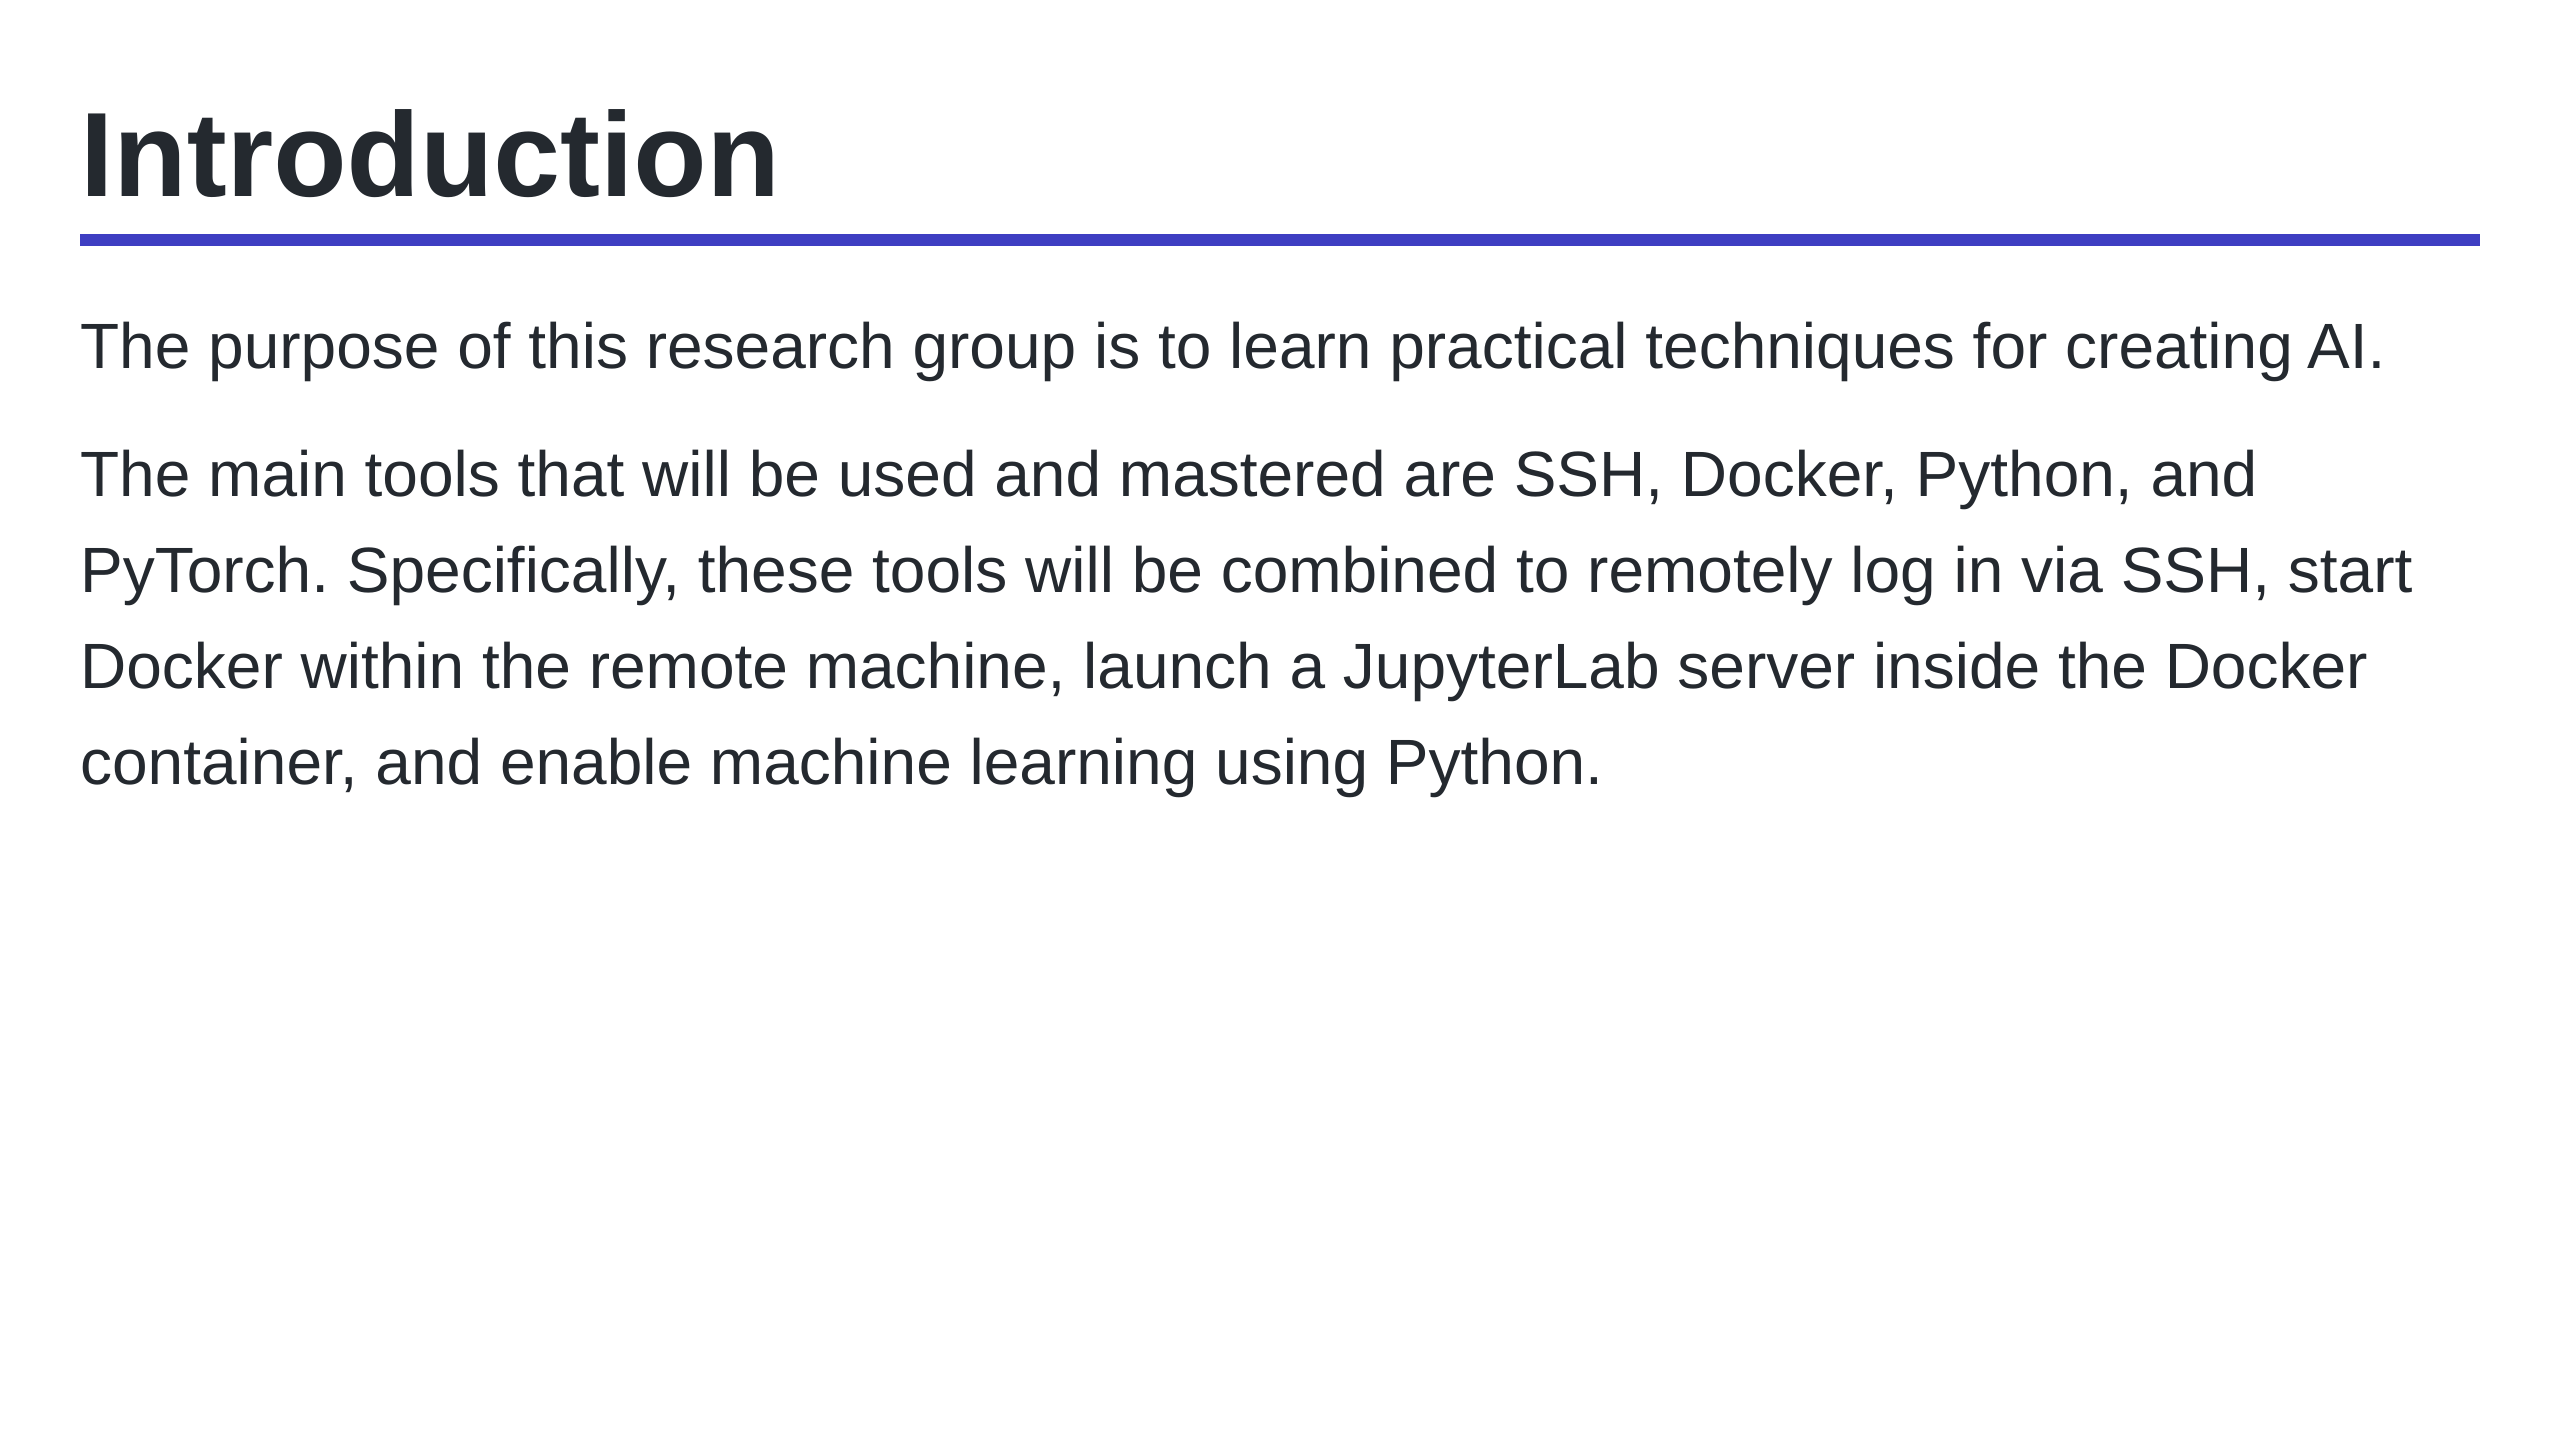 Introduction
The purpose of this research group is to learn practical techniques for creating AI.
The main tools that will be used and mastered are SSH, Docker, Python, and
PyTorch. Specifically, these tools will be combined to remotely log in via SSH, start
Docker within the remote machine, launch a JupyterLab server inside the Docker
container, and enable machine learning using Python.